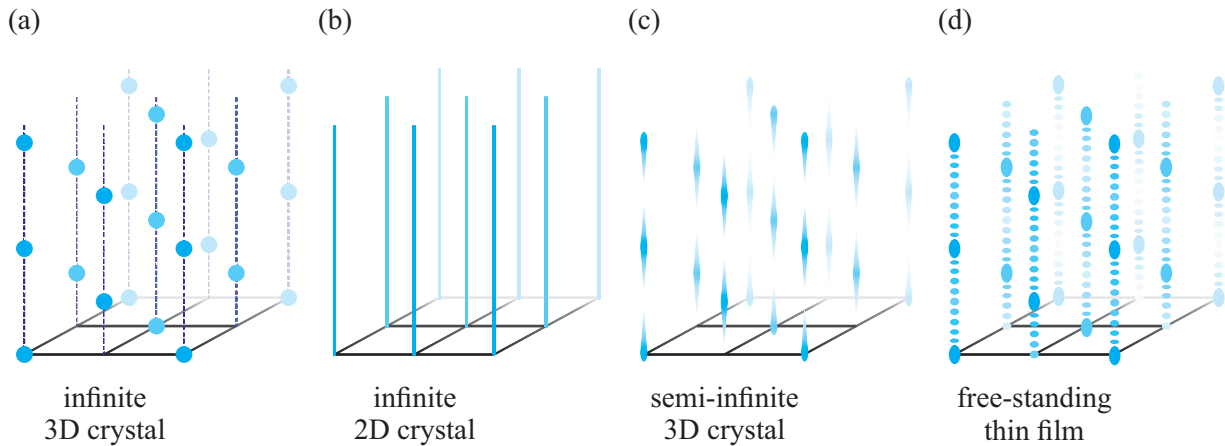 (a)
(b)
(c)
(d)
infinite
3D crystal
infinite
2D crystal
semi-infinite
3D crystal
free-standing
thin film